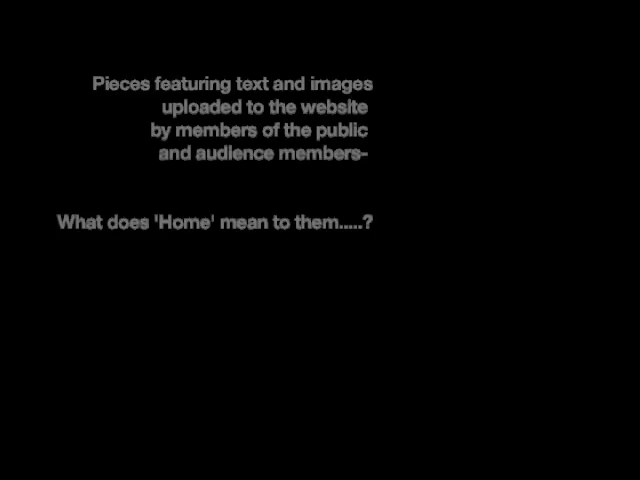 Pieces featuring text and images
uploaded to the website
by members of the public
and audience members-
What does 'Home' mean to them.....?